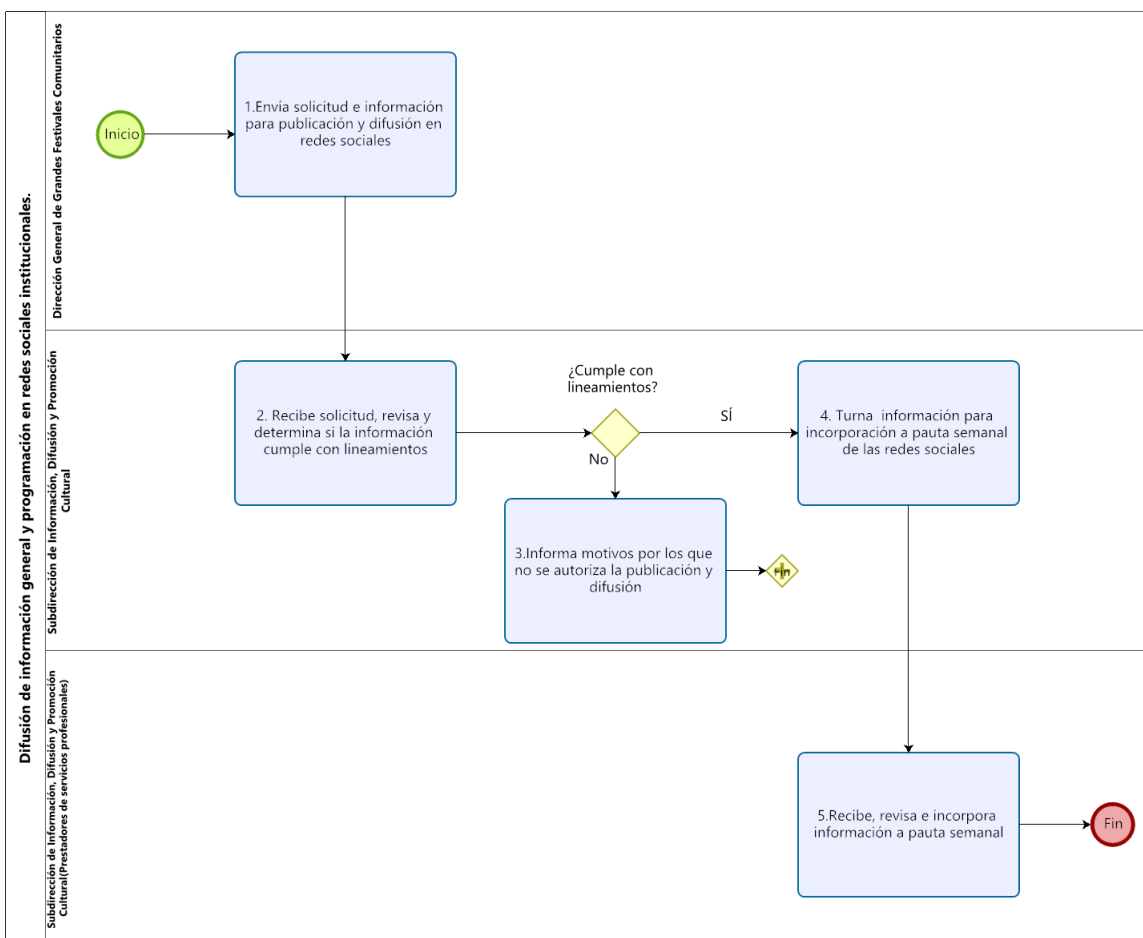 Difusión de información general y programación en redes sociales institucionales.
Dirección General de Grandes Festivales Comunitarios
Inicio
1.Envía solicitud e información
para publicación y difusión en
redes sociales
Subdirección de Información, Difusión y Promoción
Cultural
2. Recibe solicitud, revisa y
determina si la información
cumple con lineamientos
¿Cumple con
lineamientos?
SÍ
No
4. Turna información para
incorporación a pauta semanal
de las redes sociales
3.Informa motivos por los que
no se autoriza la publicación y
difusión
Fin
Subdirección de Información, Difusión y Promoción
Cultural(Prestadores de servicios profesionales)
5.Recibe, revisa e incorpora
información a pauta semanal
Fin